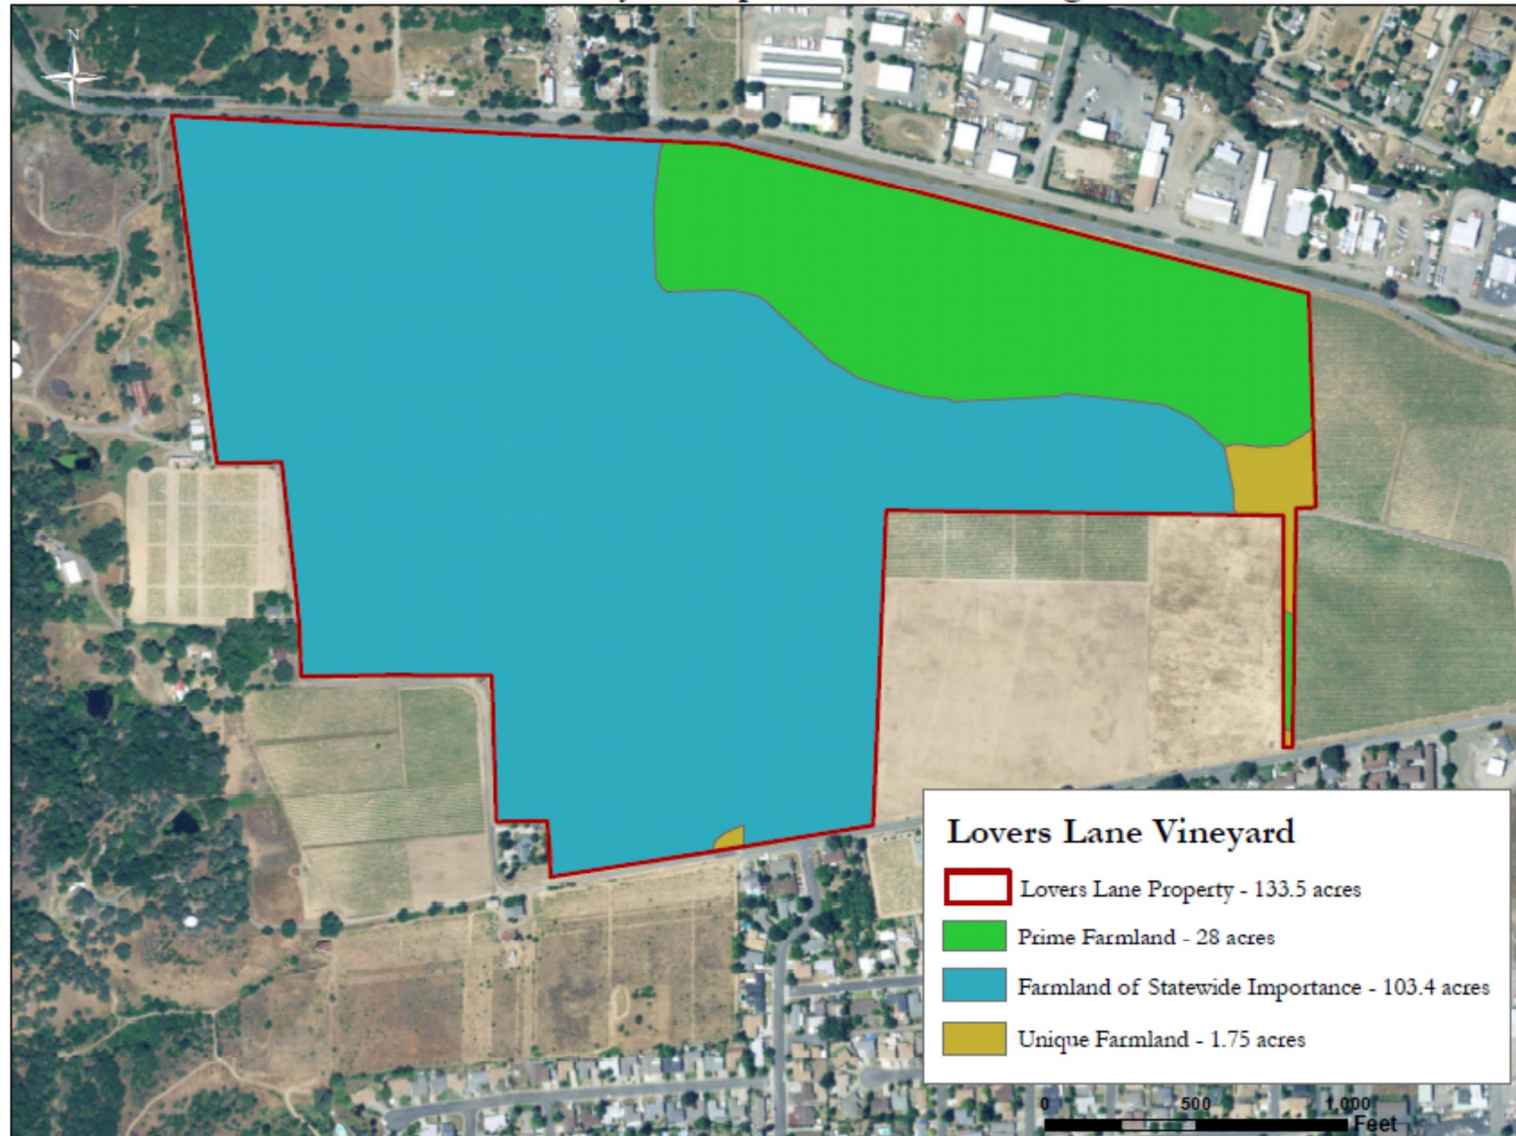 N
Lovers Lane Vineyard
Lovers Lane Property - 133.5 acres
Prime Farmland - 28 acres
Farmland of Statewide Importance - 103.4 acres
Unique Farmland - 1.75 acres
0 500 1,000
Feet